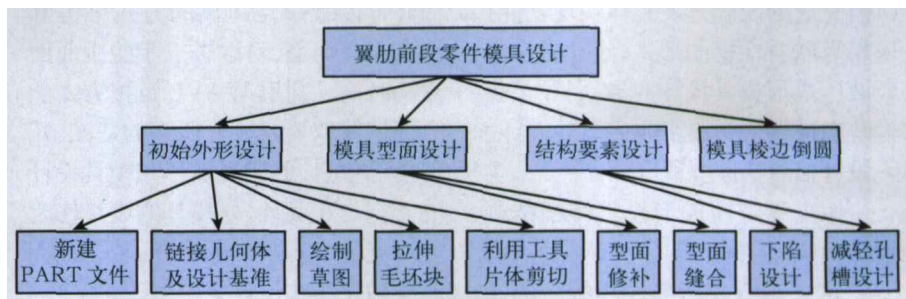 翼肋前段零件模具设计
初始外形设计
模具型面设计
结构要素设计
模具棱边倒圆
新建
PART 文件
链接几何体
及设计基准
绘制
草图
拉伸
毛坯块
利用工具
片体剪切
型面
修补
型面
缝合
下陷
设计
减轻孔
槽设计